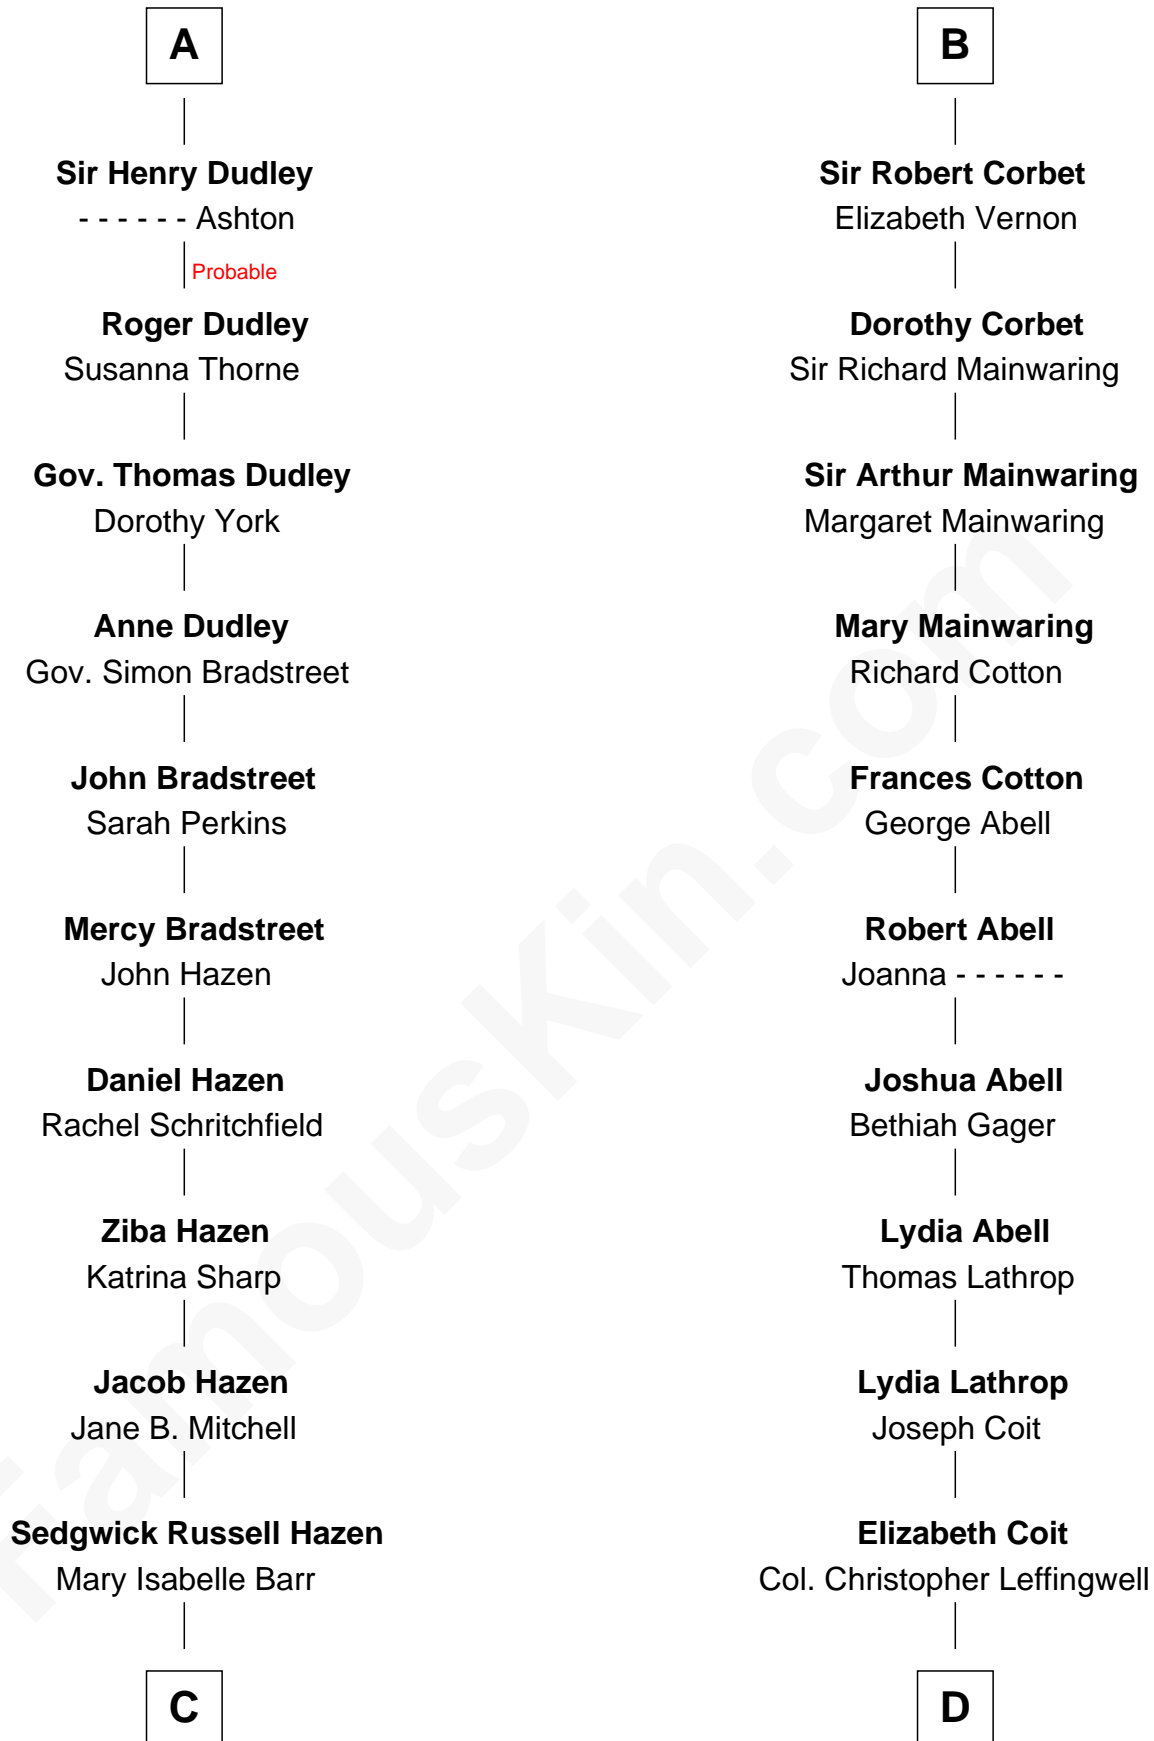 A
Sir Henry Dudley
- - - - - - Ashton
Probable
Roger Dudley
Susanna Thorne
Gov. Thomas Dudley
Dorothy York
Anne Dudley
Gov. Simon Bradstreet
John Bradstreet
Sarah Perkins
Mercy Bradstreet
John Hazen
Daniel Hazen
Rachel Schritchfield
Ziba Hazen
Katrina Sharp
Jacob Hazen
Jane B. Mitchell
Sedgwick Russell Hazen
Mary Isabelle Barr
C
B
Sir Robert Corbet
Elizabeth Vernon
Dorothy Corbet
Sir Richard Mainwaring
Sir Arthur Mainwaring
Margaret Mainwaring
Mary Mainwaring
Richard Cotton
Frances Cotton
George Abell
Robert Abell
Joanna - - - - - -
Joshua Abell
Bethiah Gager
Lydia Abell
Thomas Lathrop
Lydia Lathrop
Joseph Coit
Elizabeth Coit
Col. Christopher Leffingwell
D
FamousKin.com